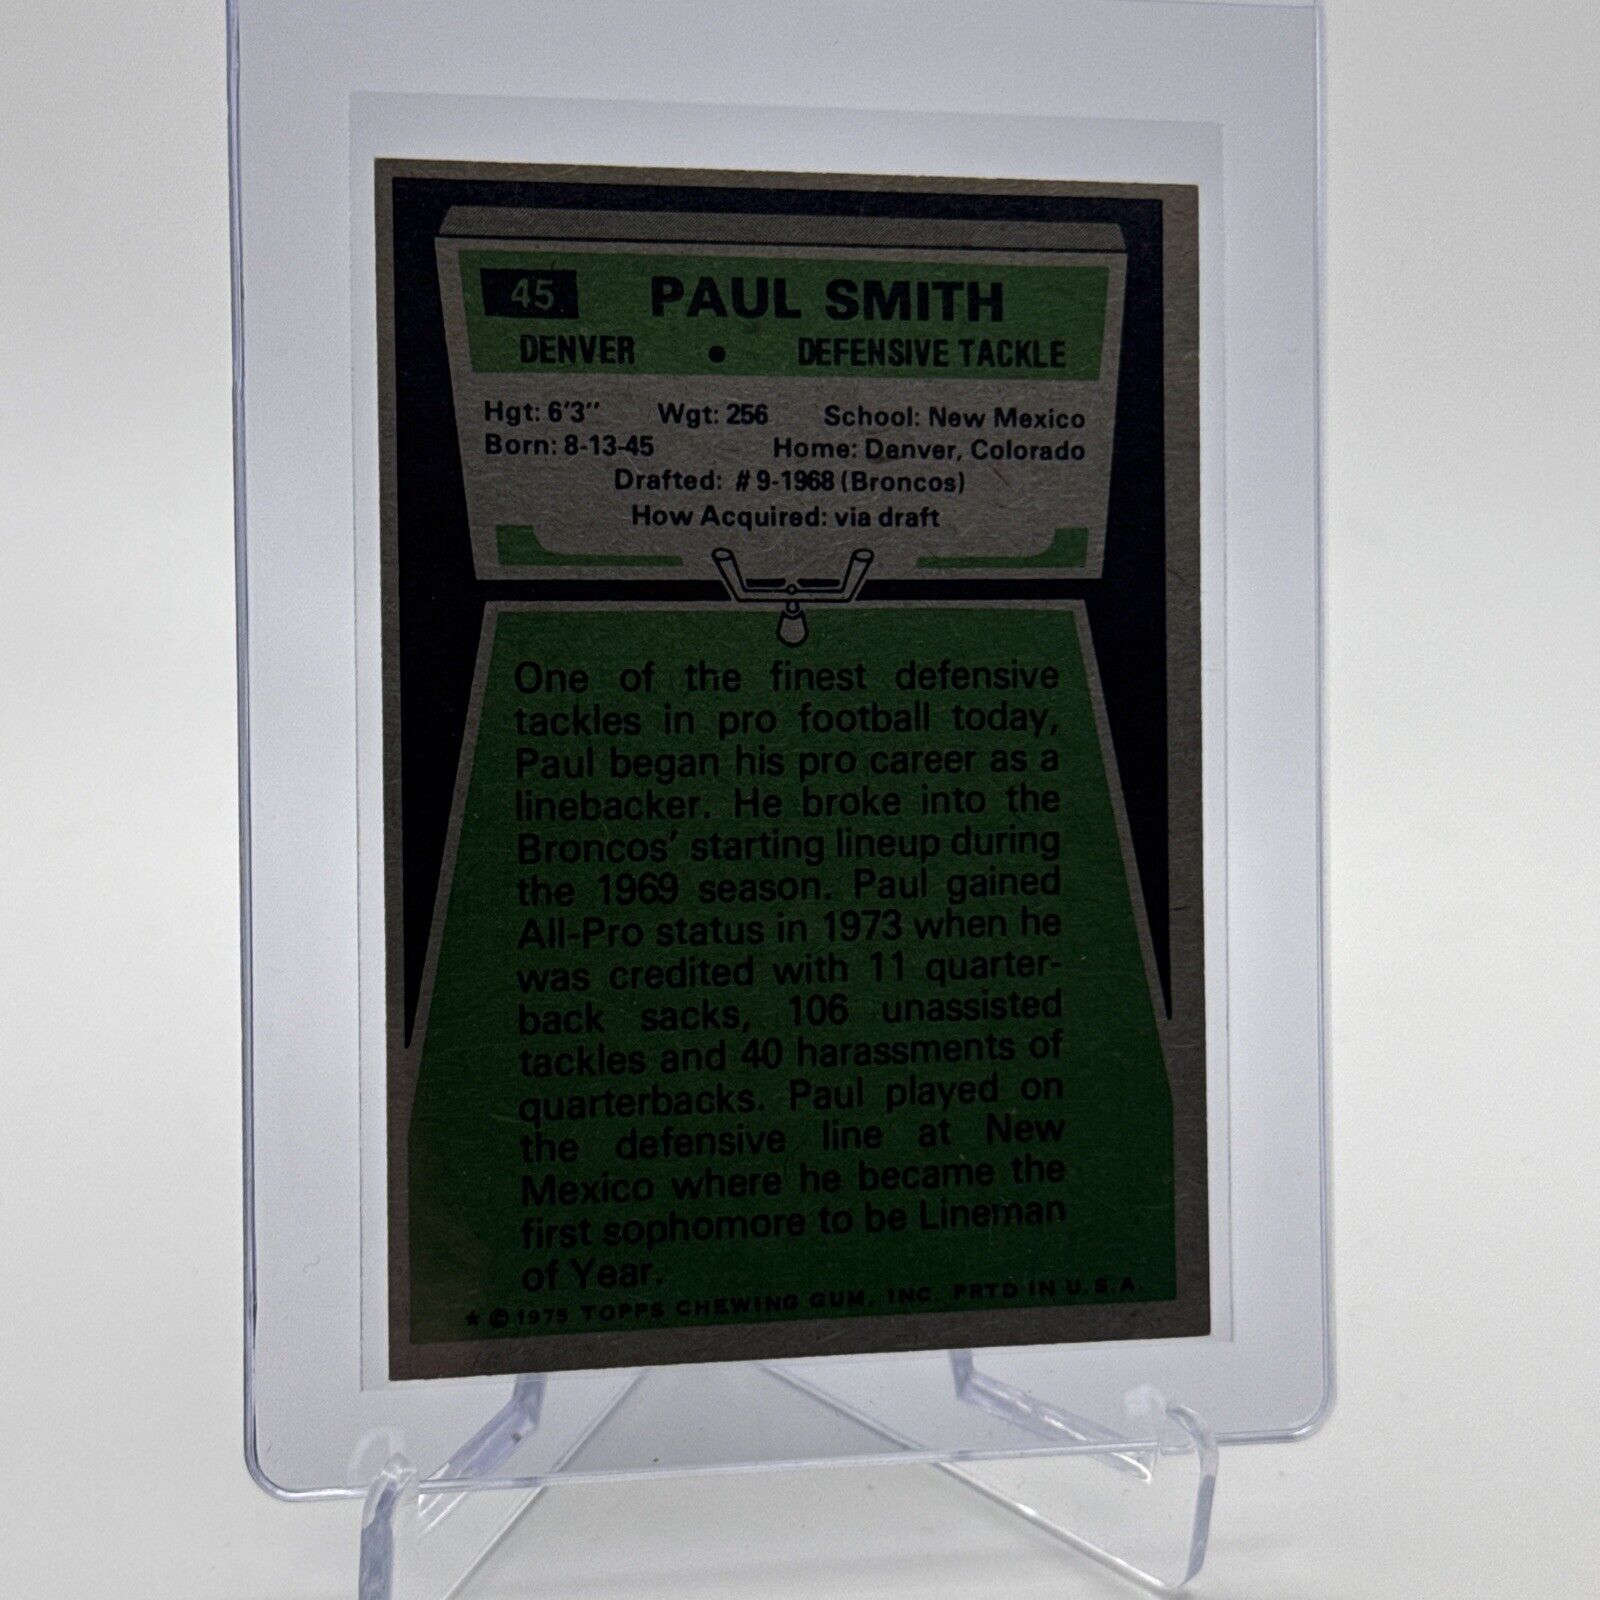 45 PAUL SMITH
DENVER • DEFENSIVE TACKLE
Hgt: 6'3" Wgt: 256 School: New Mexico
Born: 8-13-45 Home: Denver, Colorado
Drafted: #9-1968 (Broncos)
How Acquired: via draft
One of the finest defensive
tackles in pro football today,
Paul began his pro career as a
linebacker. He broke into the
Broncos' starting lineup during
the 1969 season. Paul gained
All-Pro status in 1973 when he
was credited with 11 quarter-
back sacks, 106 unassisted
tackles and 40 harassments of
quarterbacks. Paul played on
the defensive line at New
Mexico where he became the
first sophomore to be Lineman
of Year.
★ © 1975 TOPPS CHEWING GUM, INC. PRTD IN U.S.A.